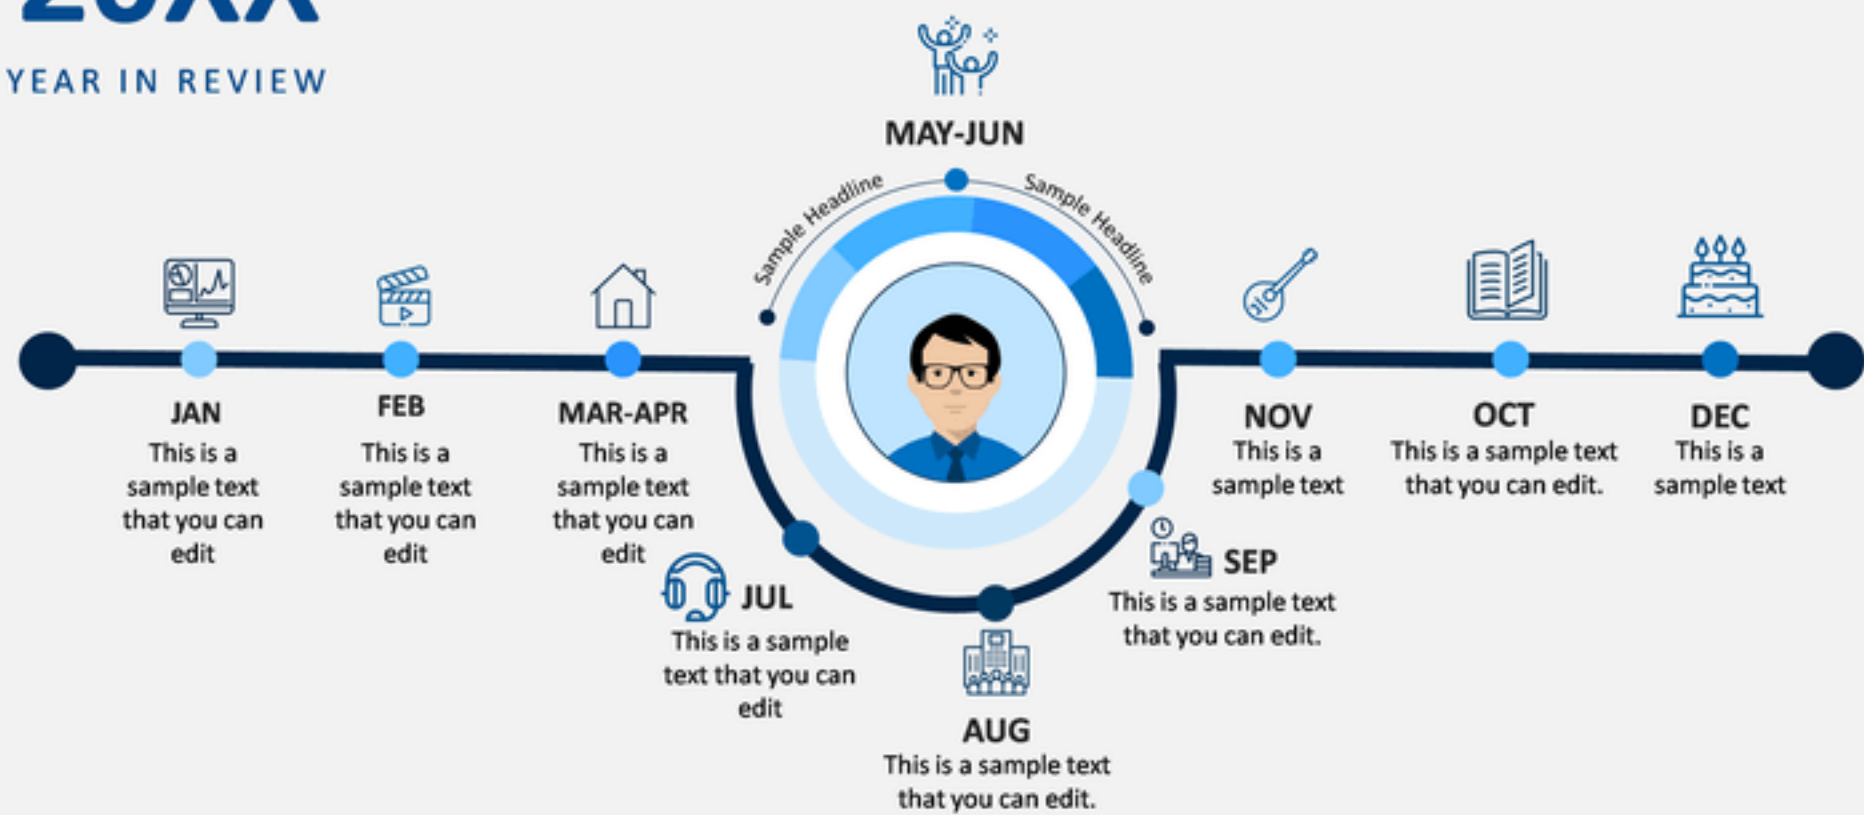 20XX
YEAR IN REVIEW
MAY-JUN
Sample Headline
Sample Headline
JAN
This is a
sample text
that you can
edit
FEB
This is a
sample text
that you can
edit
MAR-APR
This is a
sample text
that you can
edit
JUL
This is a sample
text that you can
edit
AUG
This is a sample text
that you can edit.
SEP
This is a sample text
that you can edit.
NOV
This is a
sample text
OCT
This is a sample text
that you can edit.
DEC
This is a
sample text